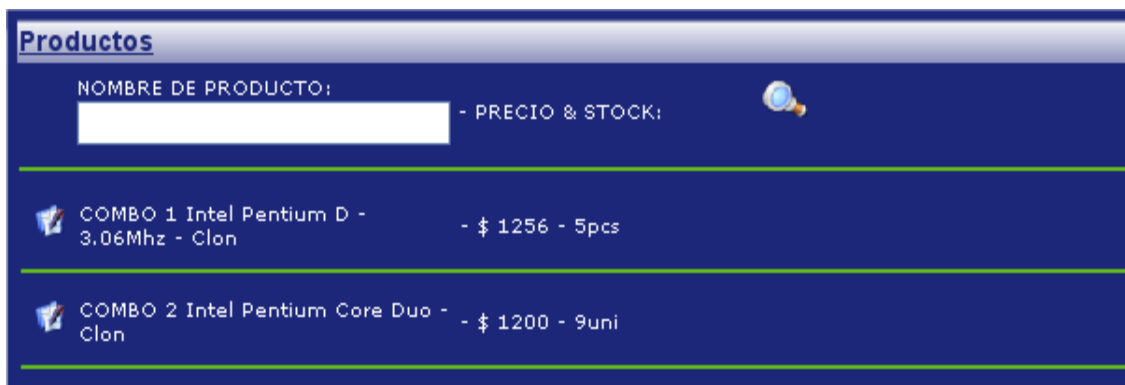 Productos
NOMBRE DE PRODUCTO:
- PRECIO & STOCK:
COMBO 1 Intel Pentium D -
3.06Mhz - Clon
- $ 1256 - 5pcs
COMBO 2 Intel Pentium Core Duo -
Clon
- $ 1200 - 9uni